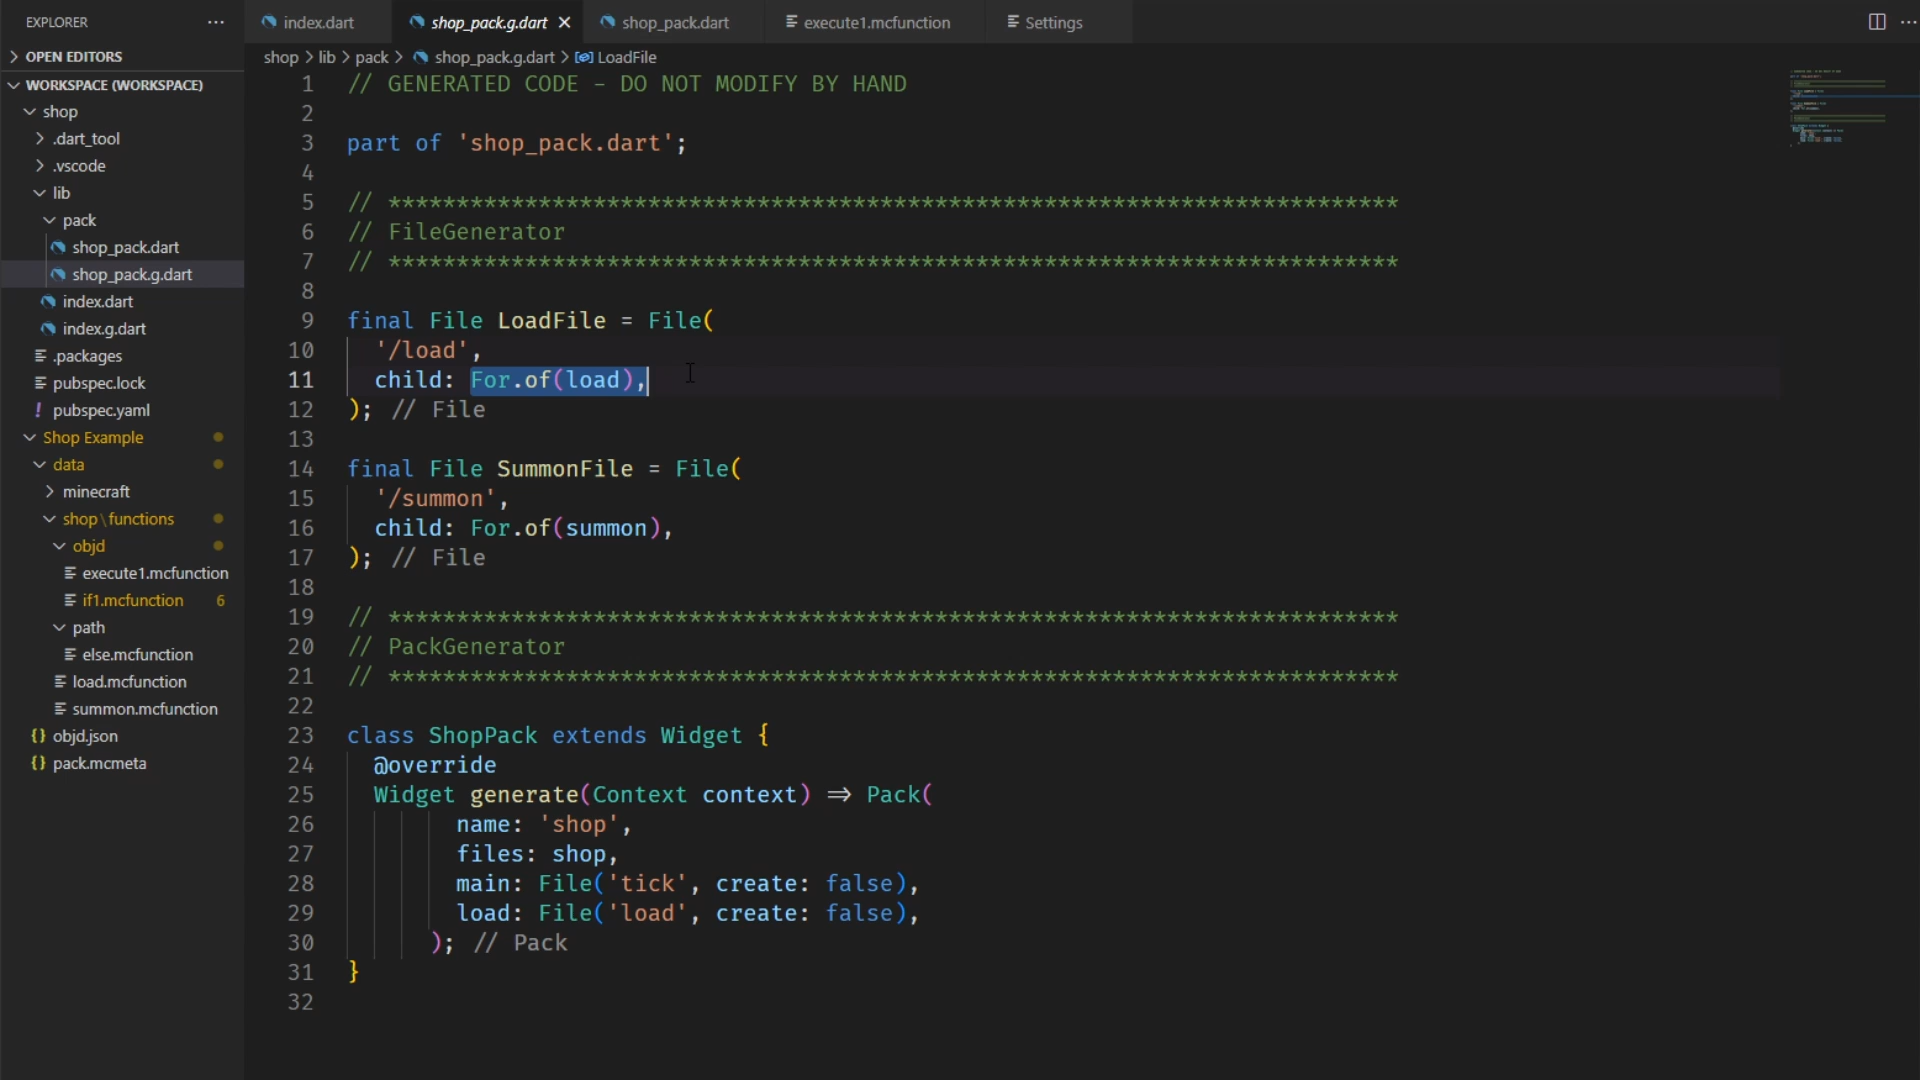 EXPLORER
OPEN EDITORS
WORKSPACE (WORKSPACE)
shop
.dart_tool
.vscode
lib
pack
shop_pack.dart
shop_pack.g.dart
index.dart
index.g.dart
.packages
pubspec.lock
! pubspec.yaml
Shop Example
data
minecraft
shop\functions
objd
execute1.mcfunction
if1.mcfunction 6
path
else.mcfunction
load.mcfunction
summon.mcfunction
{} objd.json
{} pack.mcmeta
index.dart shop_pack.g.dart shop_pack.dart execute1.mcfunction Settings
shop > lib > pack > shop_pack.g.dart > LoadFile
1 // GENERATED CODE - DO NOT MODIFY BY HAND
2
3 part of 'shop_pack.dart';
4
5 // **************************************************************************
6 // FileGenerator
7 // **************************************************************************
8
9 final File LoadFile = File(
10 '/load',
11 child: For.of(load),
12 ); // File
13
14 final File SummonFile = File(
15 '/summon',
16 child: For.of(summon),
17 ); // File
18
19 // **************************************************************************
20 // PackGenerator
21 // **************************************************************************
22
23 class ShopPack extends Widget {
24 @override
25 Widget generate(Context context) => Pack(
26 name: 'shop',
27 files: shop,
28 main: File('tick', create: false),
29 load: File('load', create: false),
30 ); // Pack
31 }
32